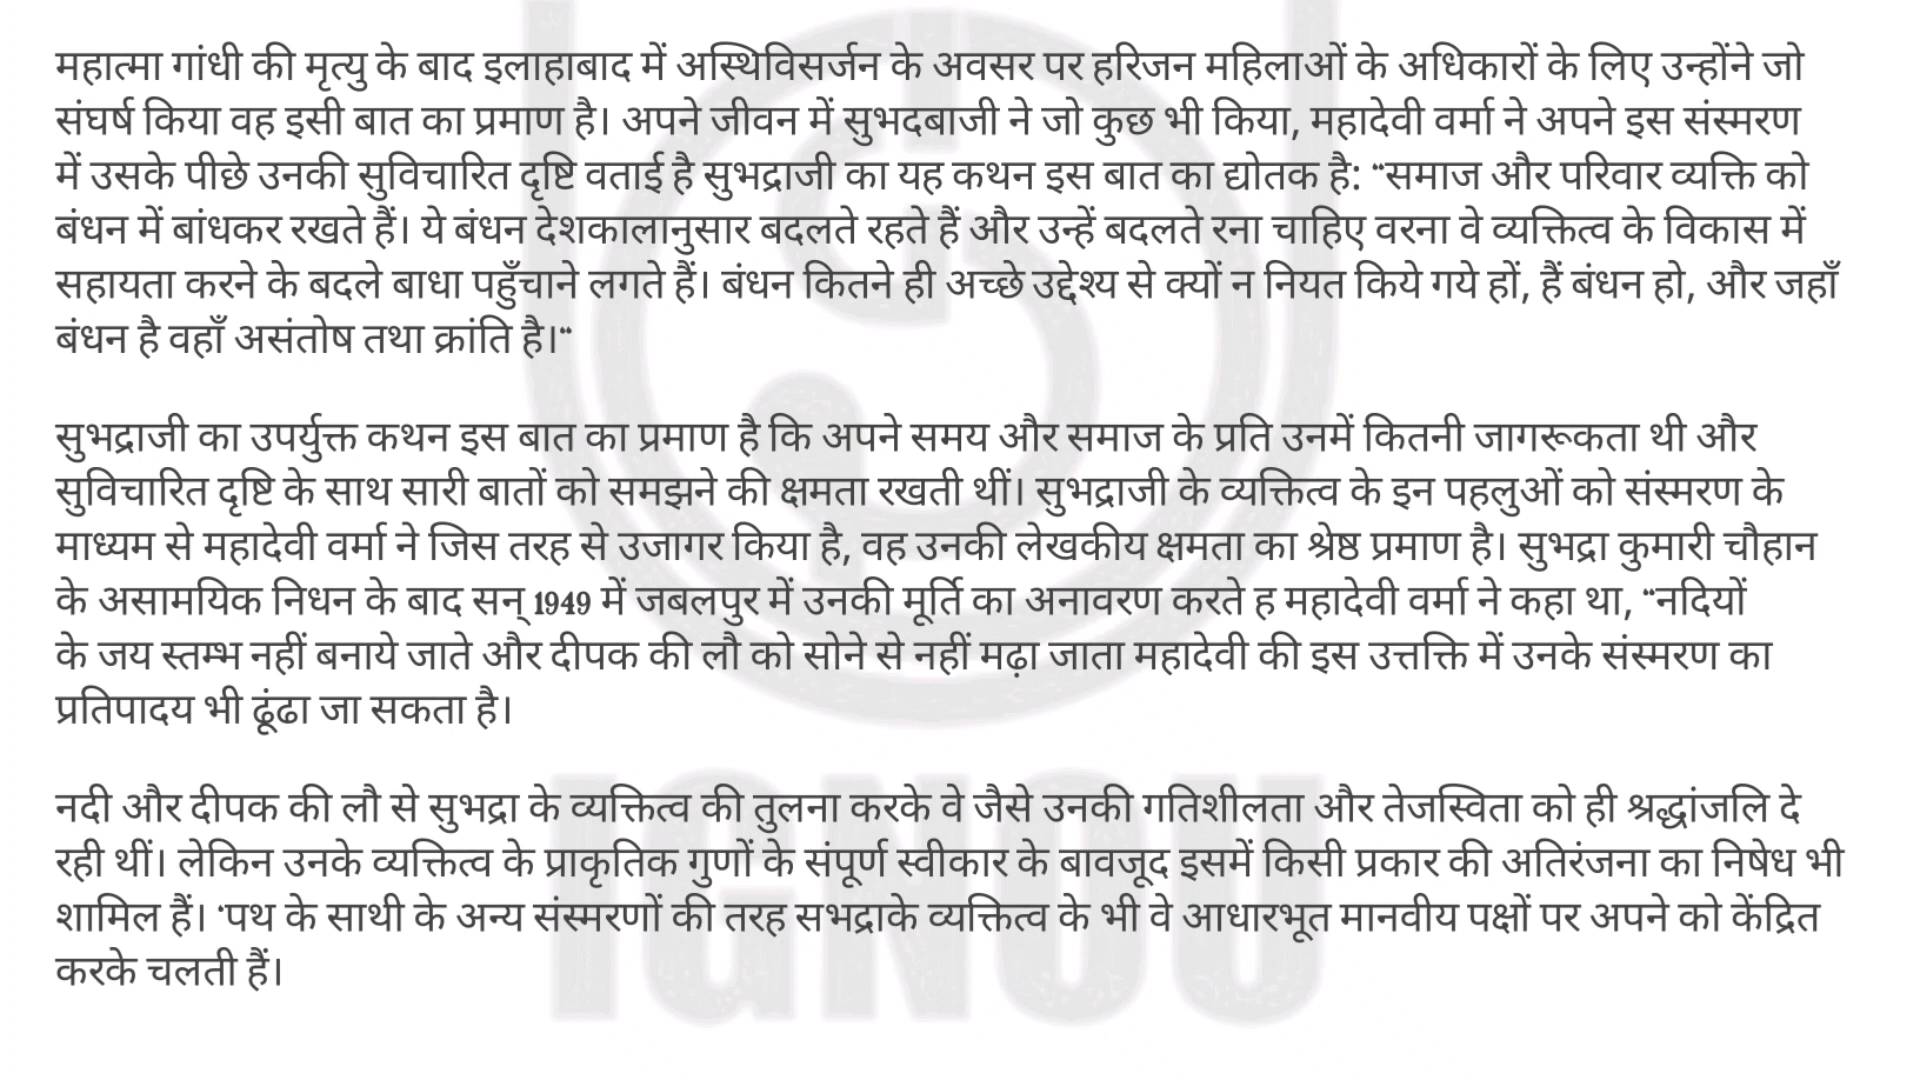 महात्मा गांधी की मृत्यु के बाद इलाहाबाद में अस्थिविसर्जन के अवसर पर हरिजन महिलाओं के अधिकारों के लिए उन्होंने जो
संघर्ष किया वह इसी बात का प्रमाण है। अपने जीवन में सुभदबाजी ने जो कुछ भी किया, महादेवी वर्मा ने अपने इस संस्मरण
में उसके पीछे उनकी सुविचारित दृष्टि वताई है सुभद्राजी का यह कथन इस बात का द्योतक है: “समाज और परिवार व्यक्ति को
बंधन में बांधकर रखते हैं। ये बंधन देशकालानुसार बदलते रहते हैं और उन्हें बदलते रना चाहिए वरना वे व्यक्तित्व के विकास में
सहायता करने के बदले बाधा पहुँचाने लगते हैं। बंधन कितने ही अच्छे उद्देश्य से क्यों न नियत किये गये हों, हैं बंधन हो, और जहाँ
बंधन है वहाँ असंतोष तथा क्रांति है।“
सुभद्राजी का उपर्युक्त कथन इस बात का प्रमाण है कि अपने समय और समाज के प्रति उनमें कितनी जागरूकता थी और
सुविचारित दृष्टि के साथ सारी बातों को समझने की क्षमता रखती थीं। सुभद्राजी के व्यक्तित्व के इन पहलुओं को संस्मरण के
माध्यम से महादेवी वर्मा ने जिस तरह से उजागर किया है, वह उनकी लेखकीय क्षमता का श्रेष्ठ प्रमाण है। सुभद्रा कुमारी चौहान
के असामयिक निधन के बाद सन् 1949 में जबलपुर में उनकी मूर्ति का अनावरण करते ह महादेवी वर्मा ने कहा था, “नदियों
के जय स्तम्भ नहीं बनाये जाते और दीपक की लौ को सोने से नहीं मढ़ा जाता महादेवी की इस उत्तक्ति में उनके संस्मरण का
प्रतिपादय भी ढूंढा जा सकता है।
नदी और दीपक की लौ से सुभद्रा के व्यक्तित्व की तुलना करके वे जैसे उनकी गतिशीलता और तेजस्विता को ही श्रद्धांजलि दे
रही थीं। लेकिन उनके व्यक्तित्व के प्राकृतिक गुणों के संपूर्ण स्वीकार के बावजूद इसमें किसी प्रकार की अतिरंजना का निषेध भी
शामिल हैं। ‘पथ के साथी के अन्य संस्मरणों की तरह सभद्राके व्यक्तित्व के भी वे आधारभूत मानवीय पक्षों पर अपने को केंद्रित
करके चलती हैं।
IGNOU